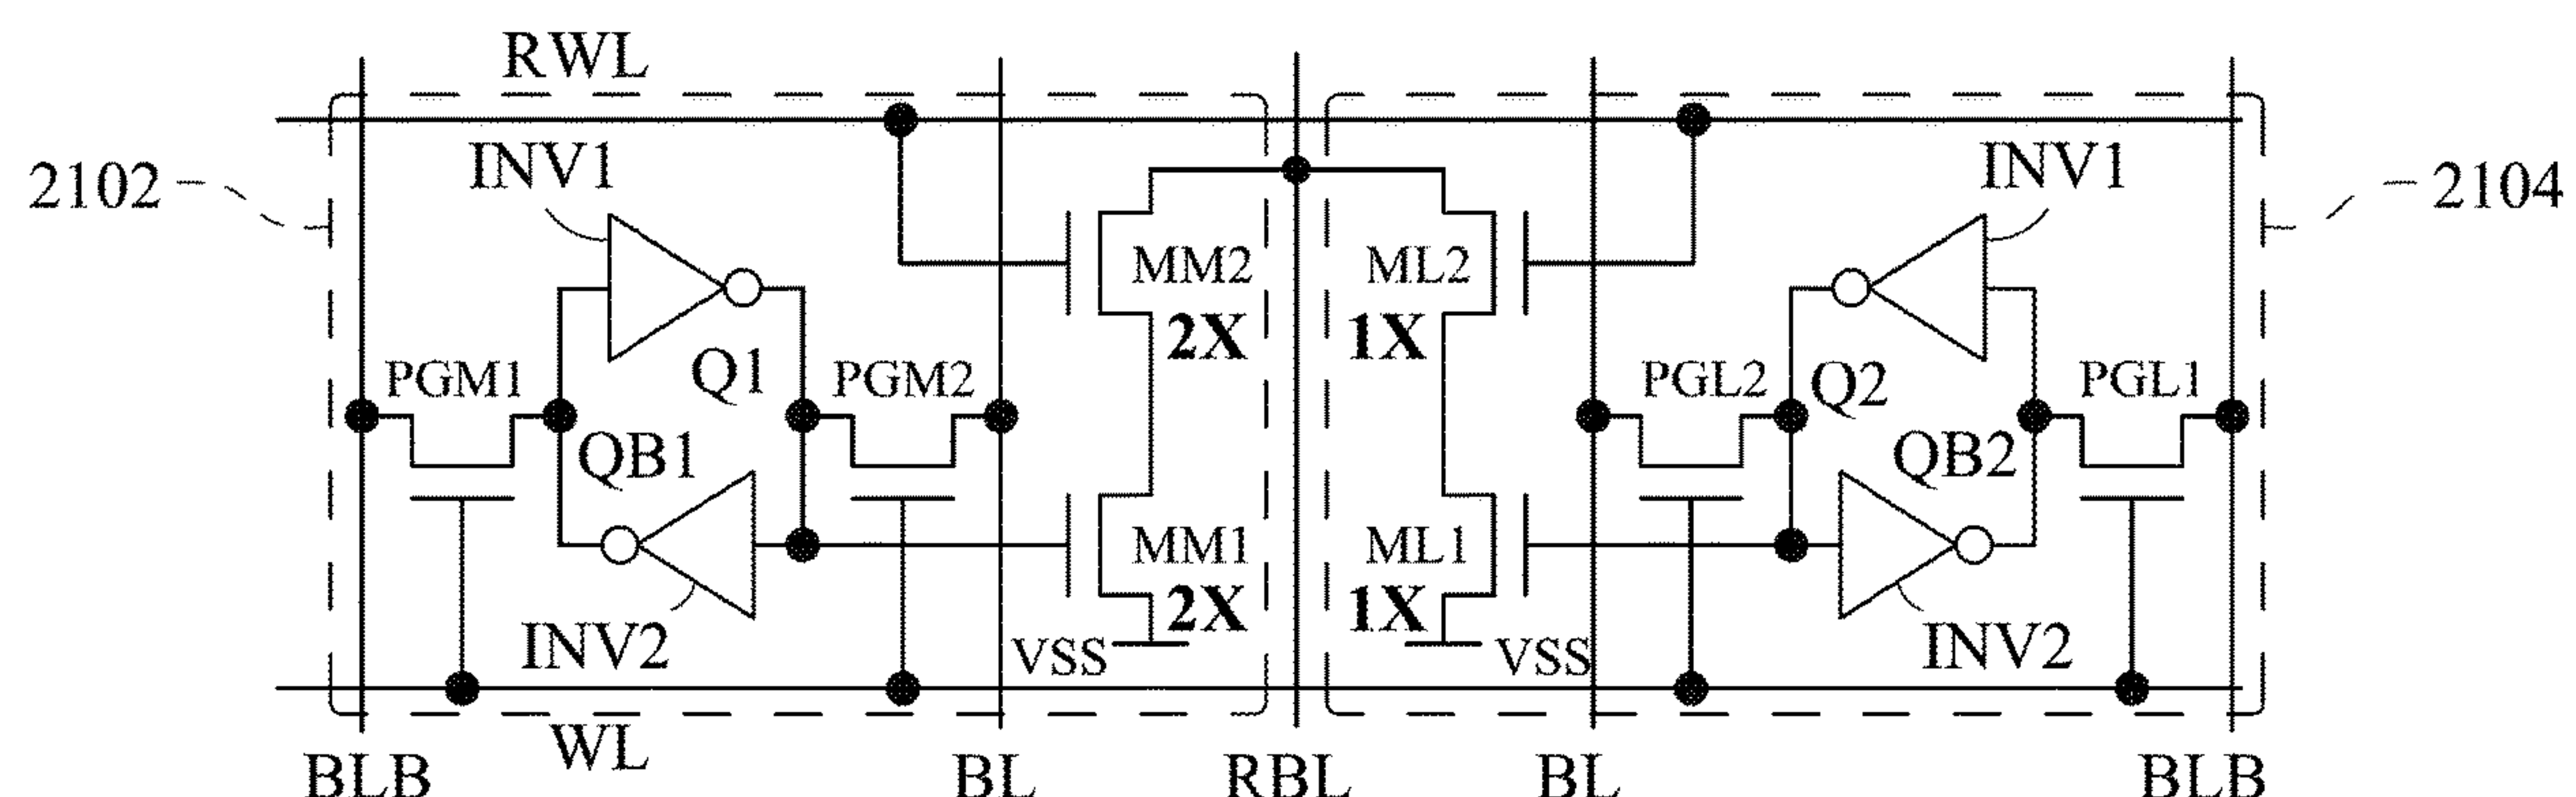 RWL
INV1
INV1
2102
2104
MM2
ML2
2X
1X
PGM1
Q1
PGM2
PGL2
Q2
PGL1
QB1
QB2
MM1
ML1
2X
1X
INV2
VSS
VSS
INV2
WL
BLB
BL
RBL
BL
BLB